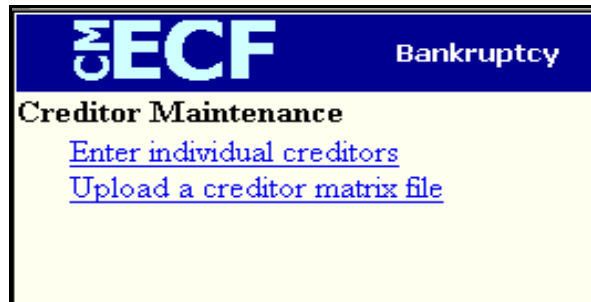 CM ECF Bankruptcy
Creditor Maintenance
Enter individual creditors
Upload a creditor matrix file